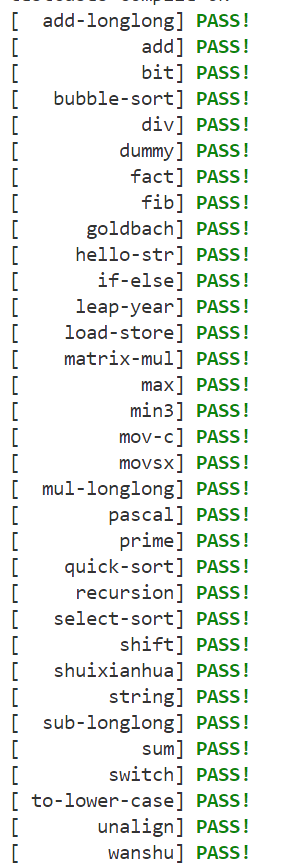 [   add-longlong] PASS!
[            add] PASS!
[            bit] PASS!
[    bubble-sort] PASS!
[            div] PASS!
[          dummy] PASS!
[           fact] PASS!
[            fib] PASS!
[       goldbach] PASS!
[      hello-str] PASS!
[        if-else] PASS!
[      leap-year] PASS!
[     load-store] PASS!
[     matrix-mul] PASS!
[            max] PASS!
[           min3] PASS!
[          mov-c] PASS!
[          movsx] PASS!
[   mul-longlong] PASS!
[         pascal] PASS!
[          prime] PASS!
[     quick-sort] PASS!
[      recursion] PASS!
[    select-sort] PASS!
[          shift] PASS!
[    shuixianhua] PASS!
[         string] PASS!
[   sub-longlong] PASS!
[            sum] PASS!
[         switch] PASS!
[  to-lower-case] PASS!
[        unalign] PASS!
[         wanshu] PASS!